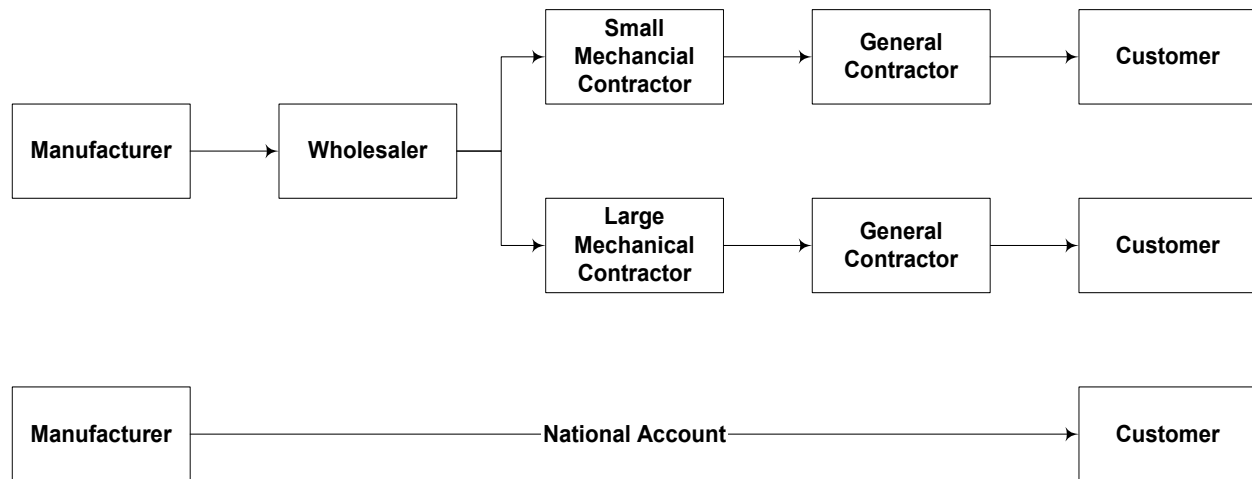 Small
Mechancial
Contractor
General
Contractor
Customer
Manufacturer
Wholesaler
Large
Mechanical
Contractor
General
Contractor
Customer
Manufacturer
National Account
Customer